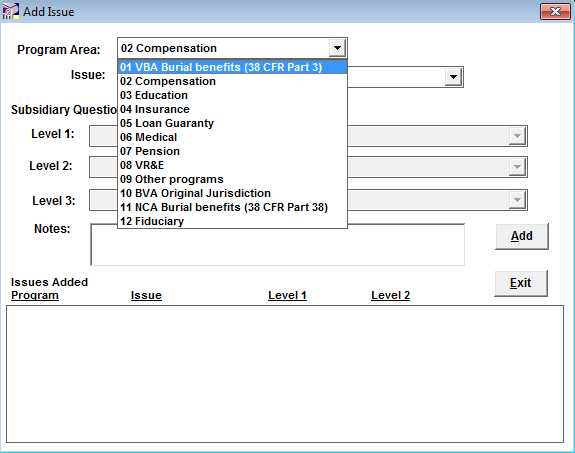 Add Issue
Program Area: 02 Compensation
01 VBA Burial benefits (38 CFR Part 3)
Issue:
02 Compensation
03 Education
Subsidiary Questio
04 Insurance
05 Loan Guaranty
Level 1:
06 Medical
07 Pension
Level 2:
08 VR&E
09 Other programs
10 BVA Original Jurisdiction
Level 3:
11 NCA Burial benefits (38 CFR Part 38)
12 Fiduciary
Notes:
Add
Exit
Issues Added
Program Issue Level 1 Level 2